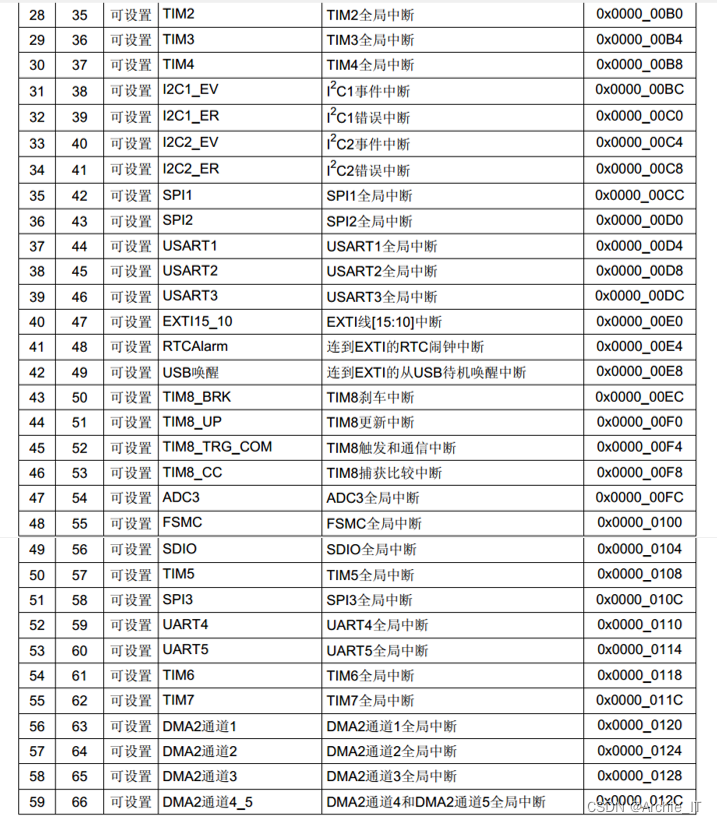 28 35 可设置 TIM2 TIM2全局中断 0x0000_00B0
29 36 可设置 TIM3 TIM3全局中断 0x0000_00B4
30 37 可设置 TIM4 TIM4全局中断 0x0000_00B8
31 38 可设置 I2C1_EV I²C1事件中断 0x0000_00BC
32 39 可设置 I2C1_ER I²C1错误中断 0x0000_00C0
33 40 可设置 I2C2_EV I²C2事件中断 0x0000_00C4
34 41 可设置 I2C2_ER I²C2错误中断 0x0000_00C8
35 42 可设置 SPI1 SPI1全局中断 0x0000_00CC
36 43 可设置 SPI2 SPI2全局中断 0x0000_00D0
37 44 可设置 USART1 USART1全局中断 0x0000_00D4
38 45 可设置 USART2 USART2全局中断 0x0000_00D8
39 46 可设置 USART3 USART3全局中断 0x0000_00DC
40 47 可设置 EXTI15_10 EXTI线[15:10]中断 0x0000_00E0
41 48 可设置 RTCAlarm 连到EXTI的RTC闹钟中断 0x0000_00E4
42 49 可设置 USB唤醒 连到EXTI的从USB待机唤醒中断 0x0000_00E8
43 50 可设置 TIM8_BRK TIM8刹车中断 0x0000_00EC
44 51 可设置 TIM8_UP TIM8更新中断 0x0000_00F0
45 52 可设置 TIM8_TRG_COM TIM8触发和通信中断 0x0000_00F4
46 53 可设置 TIM8_CC TIM8捕获比较中断 0x0000_00F8
47 54 可设置 ADC3 ADC3全局中断 0x0000_00FC
48 55 可设置 FSMC FSMC全局中断 0x0000_0100
49 56 可设置 SDIO SDIO全局中断 0x0000_0104
50 57 可设置 TIM5 TIM5全局中断 0x0000_0108
51 58 可设置 SPI3 SPI3全局中断 0x0000_010C
52 59 可设置 UART4 UART4全局中断 0x0000_0110
53 60 可设置 UART5 UART5全局中断 0x0000_0114
54 61 可设置 TIM6 TIM6全局中断 0x0000_0118
55 62 可设置 TIM7 TIM7全局中断 0x0000_011C
56 63 可设置 DMA2通道1 DMA2通道1全局中断 0x0000_0120
57 64 可设置 DMA2通道2 DMA2通道2全局中断 0x0000_0124
58 65 可设置 DMA2通道3 DMA2通道3全局中断 0x0000_0128
59 66 可设置 DMA2通道4_5 DMA2通道4和DMA2通道5全局中断 0x0000_012C
CSDN @Archie_IT